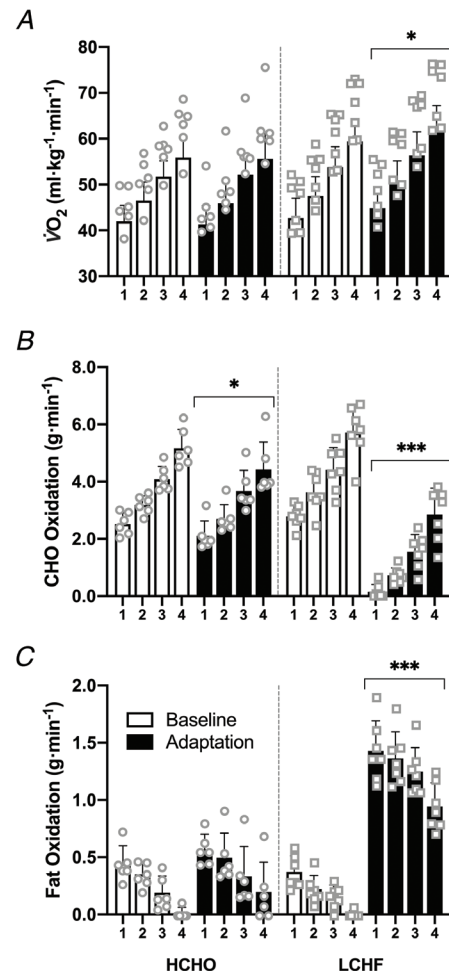 A
*
V̇O₂ (ml·kg⁻¹·min⁻¹)
70
60
50
40
30
1 2 3 4 1 2 3 4 1 2 3 4 1 2 3 4
B
*
***
CHO Oxidation (g·min⁻¹)
8.0
6.0
4.0
2.0
0.0
1 2 3 4 1 2 3 4 1 2 3 4 1 2 3 4
C
***
Fat Oxidation (g·min⁻¹)
2.0
1.5
1.0
0.5
0.0
Baseline
Adaptation
1 2 3 4 1 2 3 4 1 2 3 4 1 2 3 4
HCHO LCHF